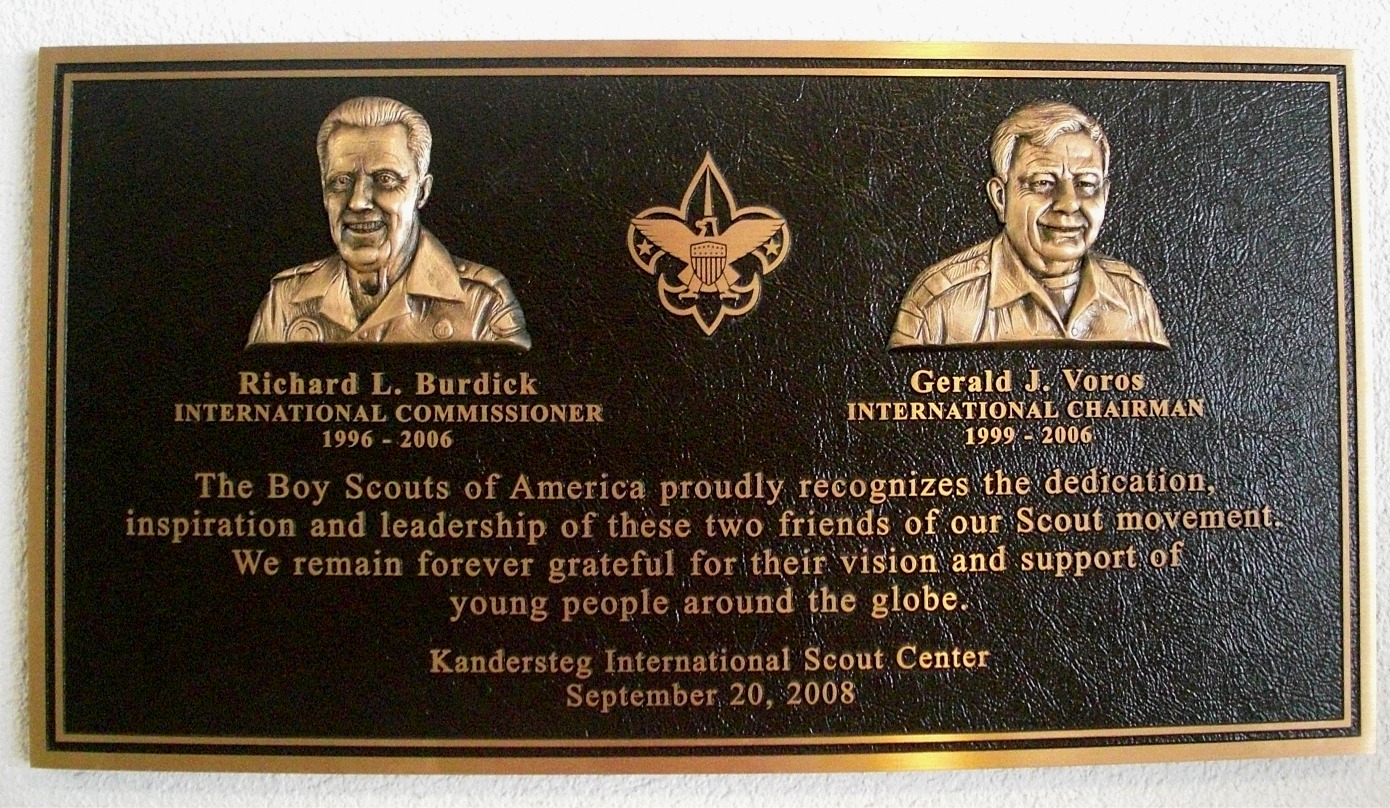 Richard L. Burdick
INTERNATIONAL COMMISSIONER
1996 - 2006
Gerald J. Voros
INTERNATIONAL CHAIRMAN
1999 - 2006
The Boy Scouts of America proudly recognizes the dedication,
inspiration and leadership of these two friends of our Scout movement.
We remain forever grateful for their vision and support of
young people around the globe.
Kandersteg International Scout Center
September 20, 2008